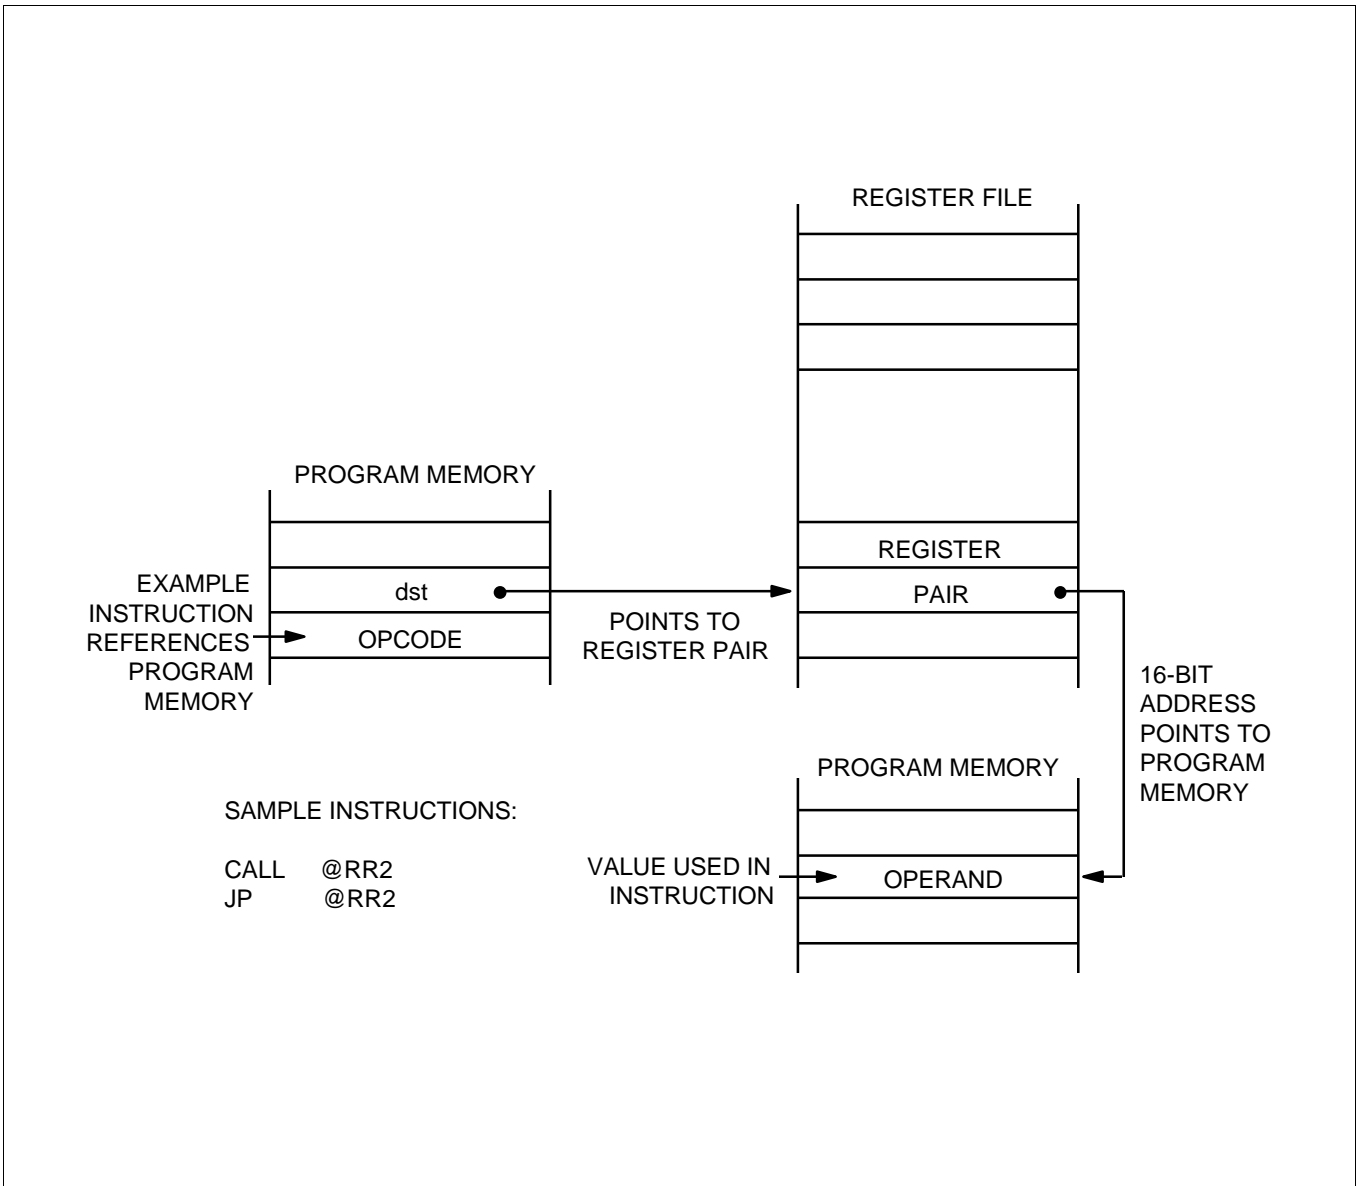 REGISTER FILE
PROGRAM MEMORY
REGISTER
EXAMPLE
INSTRUCTION
REFERENCES
PROGRAM
MEMORY
dst
OPCODE
POINTS TO
REGISTER PAIR
PAIR
16-BIT
ADDRESS
POINTS TO
PROGRAM
MEMORY
PROGRAM MEMORY
SAMPLE INSTRUCTIONS:
CALL @RR2
JP @RR2
VALUE USED IN
INSTRUCTION
OPERAND